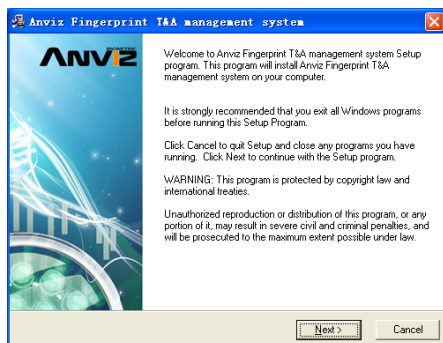 Anviz Fingerprint T&A management system
BIOMETRIC
ANVIZ
Welcome to Anviz Fingerprint T&A management system Setup
program. This program will install Anviz Fingerprint T&A
management system on your computer.
It is strongly recommended that you exit all Windows programs
before running this Setup Program.
Click Cancel to quit Setup and close any programs you have
running. Click Next to continue with the Setup program.
WARNING: This program is protected by copyright law and
international treaties.
Unauthorized reproduction or distribution of this program, or any
portion of it, may result in severe civil and criminal penalties, and
will be prosecuted to the maximum extent possible under law.
Next >
Cancel